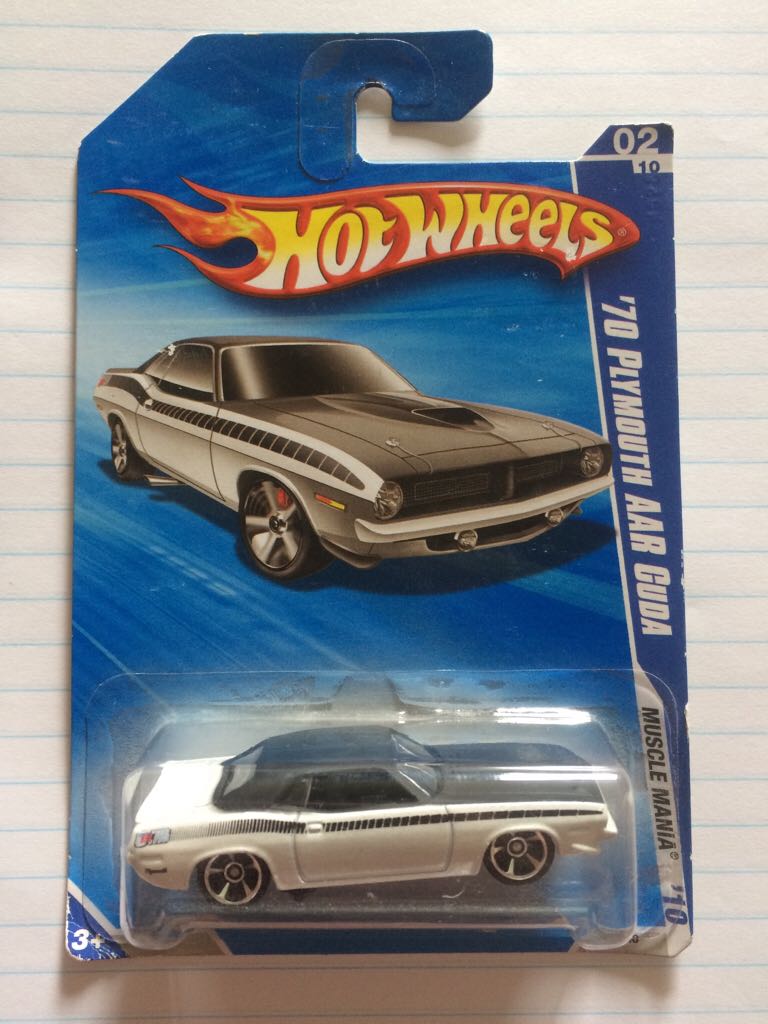 02
10
HOT WHEELS®
'70 PLYMOUTH AAR CUDA
MUSCLE MANIA® '10
3+